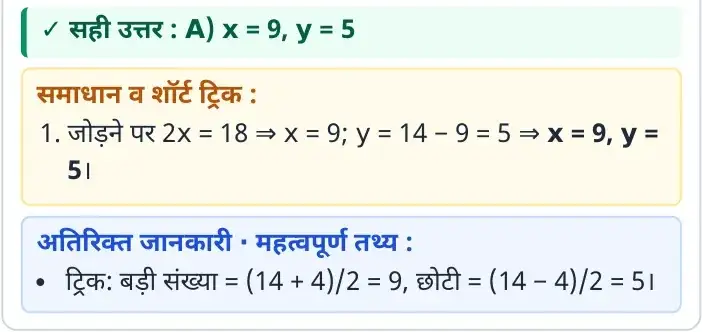 ✓ सही उत्तर : A) x = 9, y = 5
समाधान व शॉर्ट ट्रिक :
1. जोड़ने पर 2x = 18 ⇒ x = 9; y = 14 − 9 = 5 ⇒ x = 9, y =
5।
अतिरिक्त जानकारी · महत्वपूर्ण तथ्य :
• ट्रिक: बड़ी संख्या = (14 + 4)/2 = 9, छोटी = (14 − 4)/2 = 5।